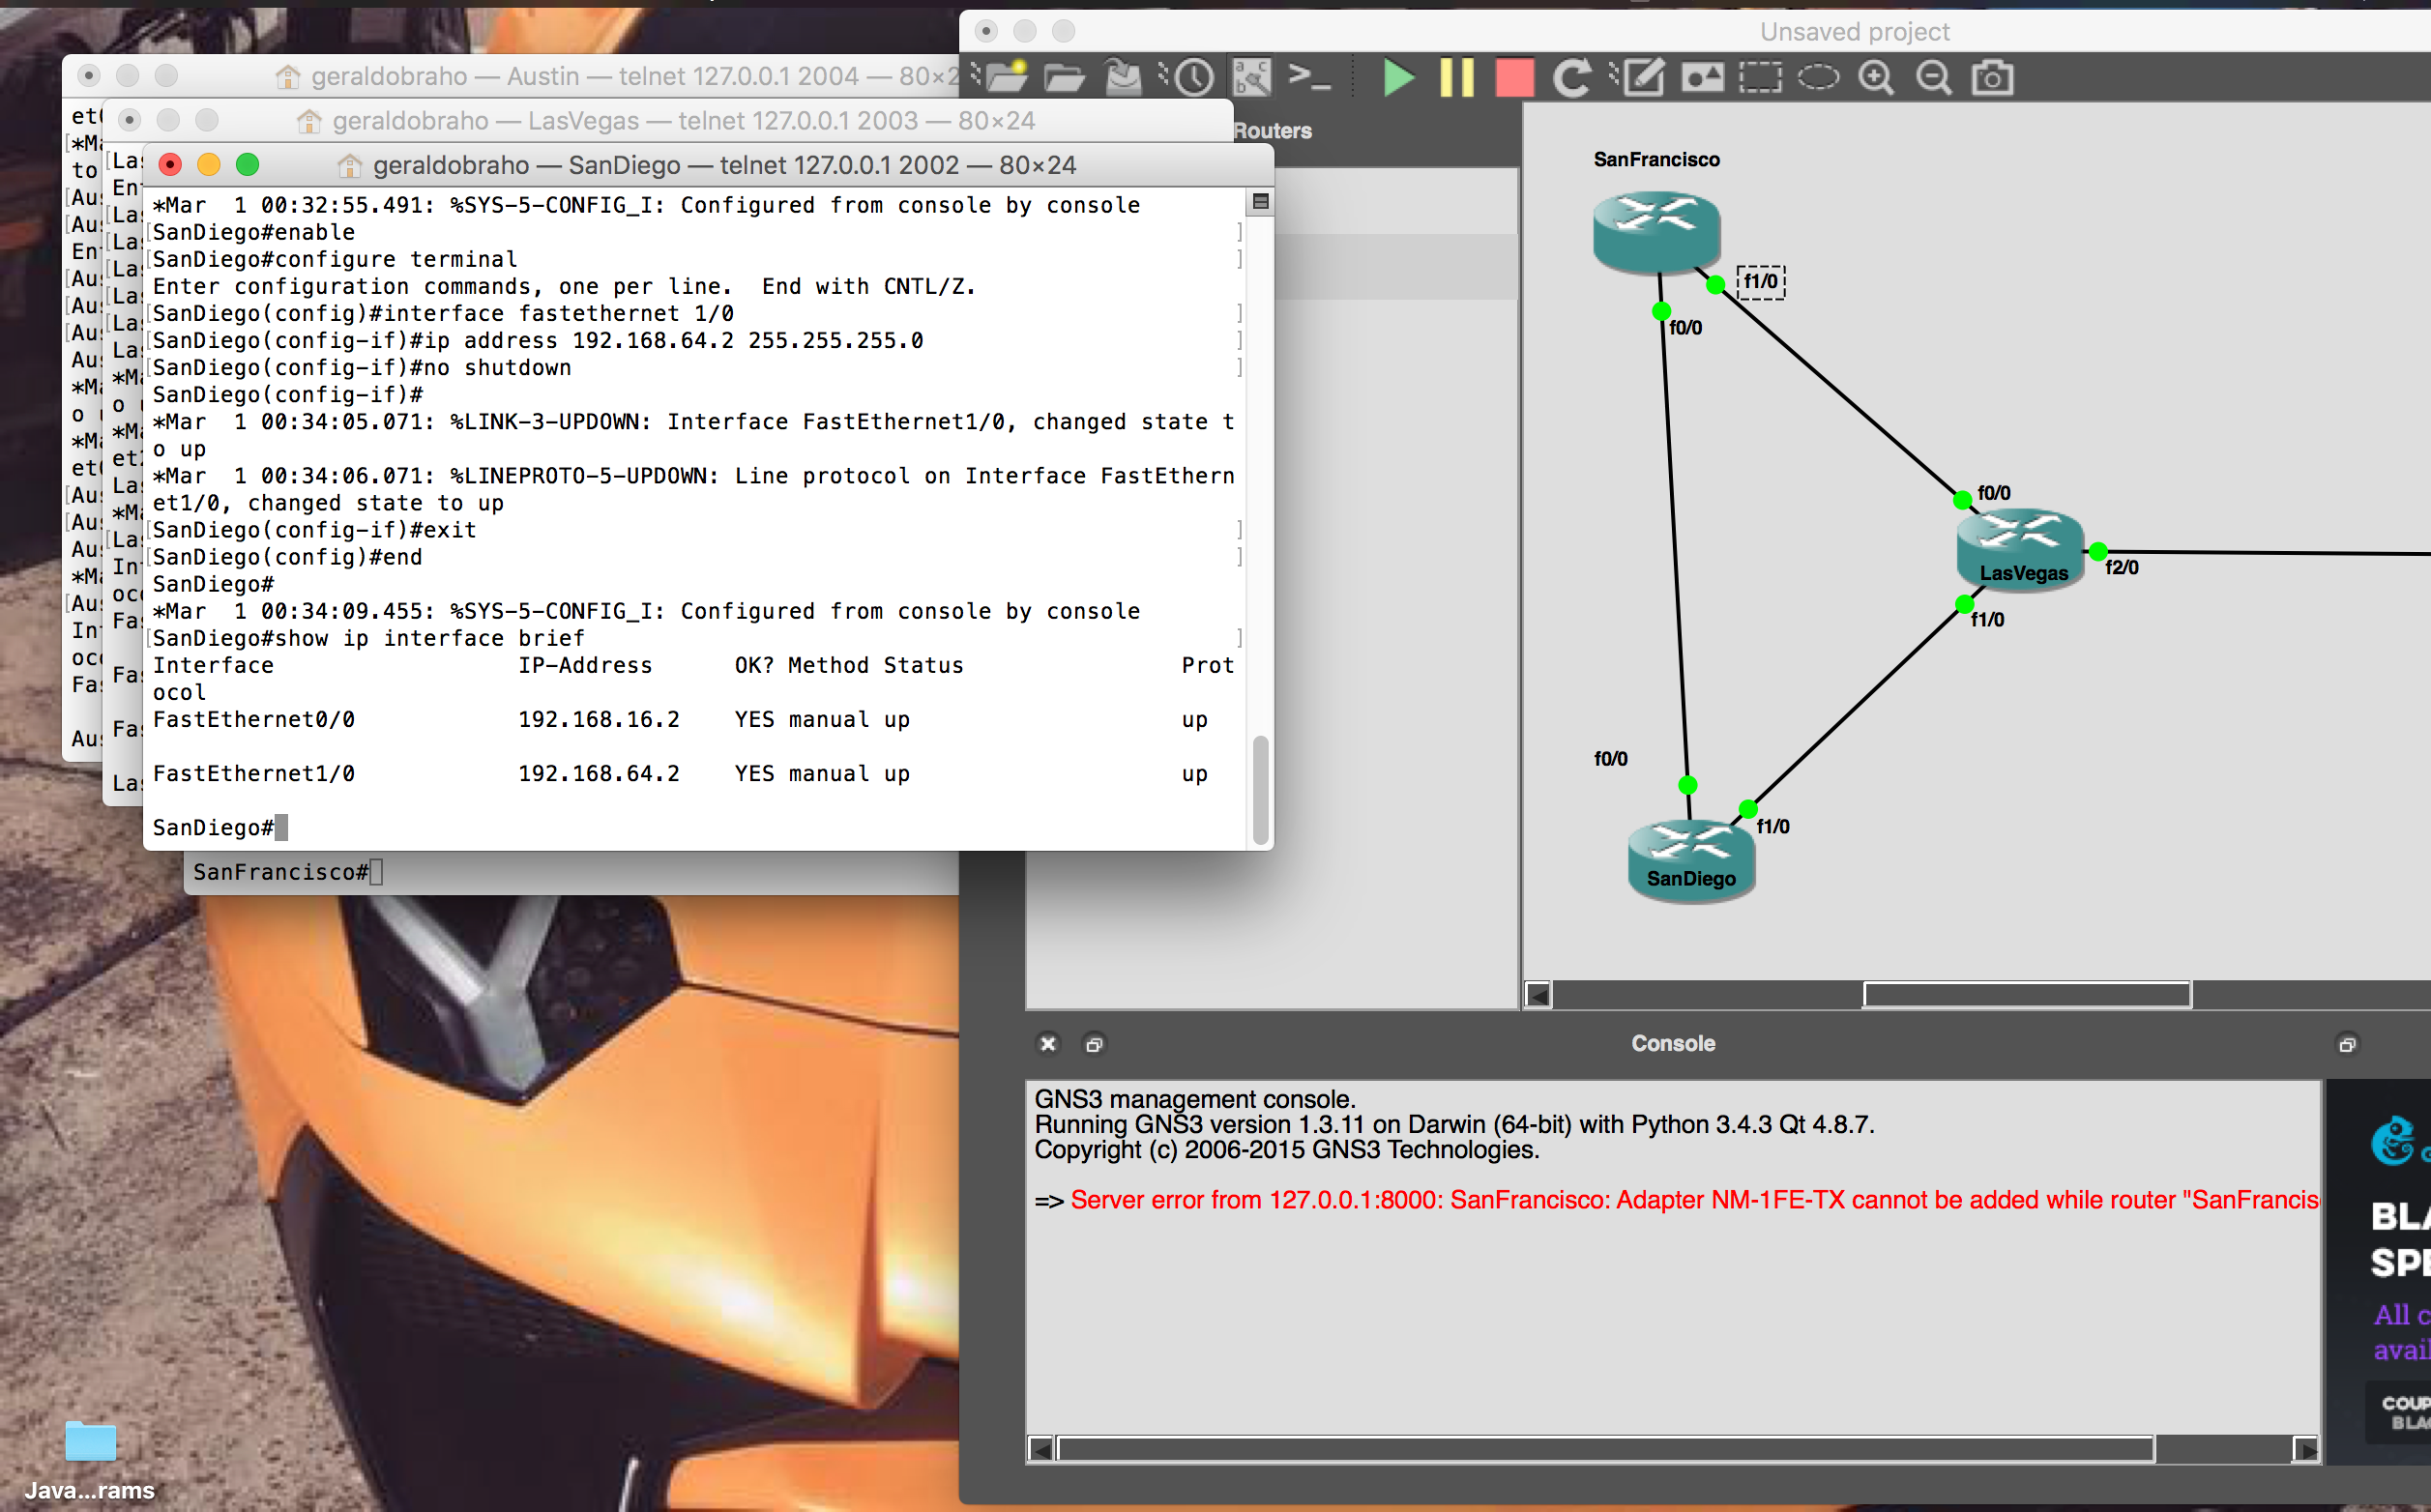 geraldobraho — Austin — telnet 127.0.0.1 2004 — 80×2
geraldobraho — LasVegas — telnet 127.0.0.1 2003 — 80×24
geraldobraho — SanDiego — telnet 127.0.0.1 2002 — 80×24
*Mar  1 00:32:55.491: %SYS-5-CONFIG_I: Configured from console by console
SanDiego#enable
SanDiego#configure terminal
Enter configuration commands, one per line.  End with CNTL/Z.
SanDiego(config)#interface fastethernet 1/0
SanDiego(config-if)#ip address 192.168.64.2 255.255.255.0
SanDiego(config-if)#no shutdown
SanDiego(config-if)#
*Mar  1 00:34:05.071: %LINK-3-UPDOWN: Interface FastEthernet1/0, changed state t
o up
*Mar  1 00:34:06.071: %LINEPROTO-5-UPDOWN: Line protocol on Interface FastEthern
et1/0, changed state to up
SanDiego(config-if)#exit
SanDiego(config)#end
SanDiego#
*Mar  1 00:34:09.455: %SYS-5-CONFIG_I: Configured from console by console
SanDiego#show ip interface brief
Interface                  IP-Address      OK? Method Status                Prot
ocol
FastEthernet0/0            192.168.16.2    YES manual up                    up
FastEthernet1/0            192.168.64.2    YES manual up                    up
SanDiego#
SanFrancisco#
Unsaved project
Routers
SanFrancisco
f1/0
f0/0
f0/0
LasVegas
f2/0
f1/0
f0/0
f1/0
SanDiego
Console
GNS3 management console.
Running GNS3 version 1.3.11 on Darwin (64-bit) with Python 3.4.3 Qt 4.8.7.
Copyright (c) 2006-2015 GNS3 Technologies.
=> Server error from 127.0.0.1:8000: SanFrancisco: Adapter NM-1FE-TX cannot be added while router "SanFrancis
BLA
SPE
All c
avail
COUP
BLA
Java...rams